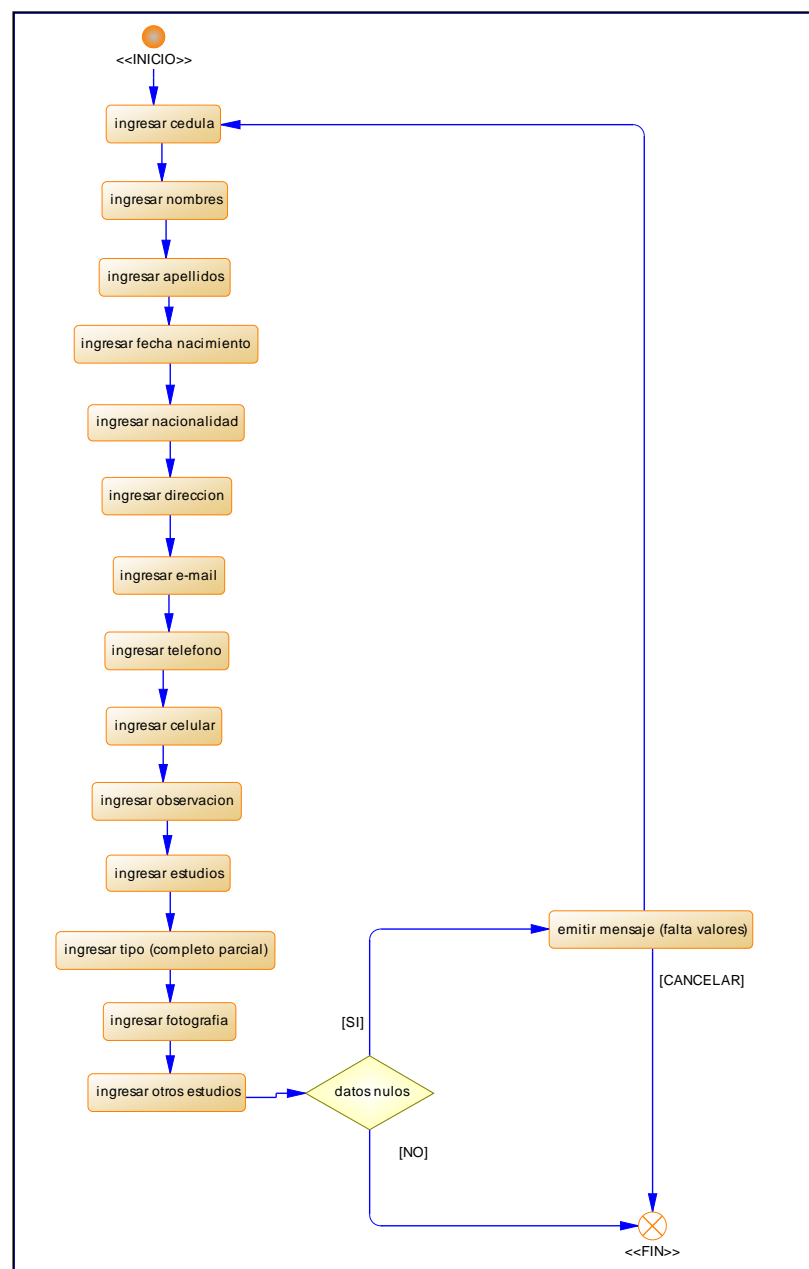 <<INICIO>>
ingresar cedula
ingresar nombres
ingresar apellidos
ingresar fecha nacimiento
ingresar nacionalidad
ingresar direccion
ingresar e-mail
ingresar telefono
ingresar celular
ingresar observacion
ingresar estudios
ingresar tipo (completo parcial)
ingresar fotografia
ingresar otros estudios
datos nulos
[SI]
emitir mensaje (falta valores)
[CANCELAR]
[NO]
<<FIN>>